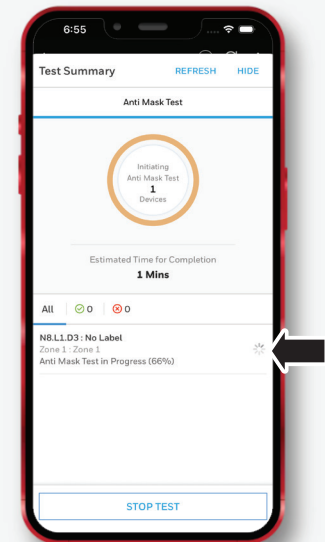 6:55
Test Summary REFRESH HIDE
Anti Mask Test
Initiating
Anti Mask Test
1
Devices
Estimated Time for Completion
1 Mins
All 0 0
N8.L1.D3 : No Label
Zone 1 : Zone 1
Anti Mask Test in Progress (66%)
STOP TEST